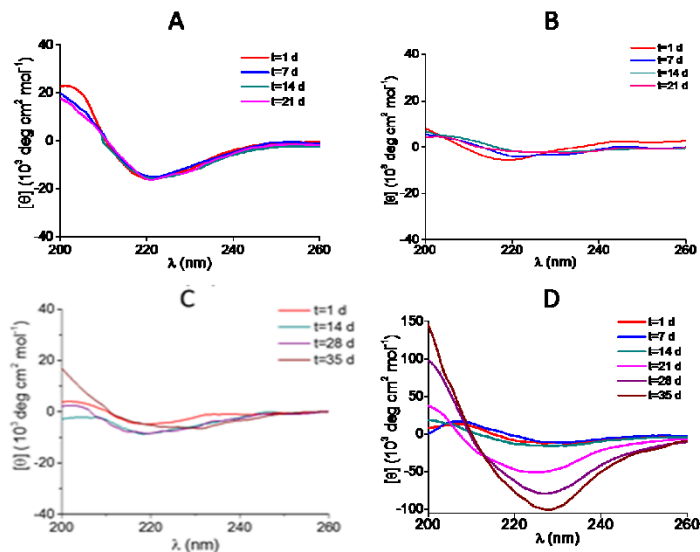 A
t=1 d
t=7 d
t=14 d
t=21 d
[θ] (10³ deg cm² mol⁻¹)
40
20
0
-20
-40
200 220 240 260
λ (nm)
B
t=1 d
t=7 d
t=14 d
t=21 d
[θ] (10³ deg cm² mol⁻¹)
40
0
-40
200 220 240 260
λ (nm)
C
t=1 d
t=14 d
t=28 d
t=35 d
[θ] (10³ deg cm² mol⁻¹)
40
20
0
-20
-40
200 220 240 260
λ (nm)
D
t=1 d
t=7 d
t=14 d
t=21 d
t=28 d
t=35 d
[θ] (10³ deg cm² mol⁻¹)
150
100
50
0
-50
-100
200 220 240 260
λ (nm)